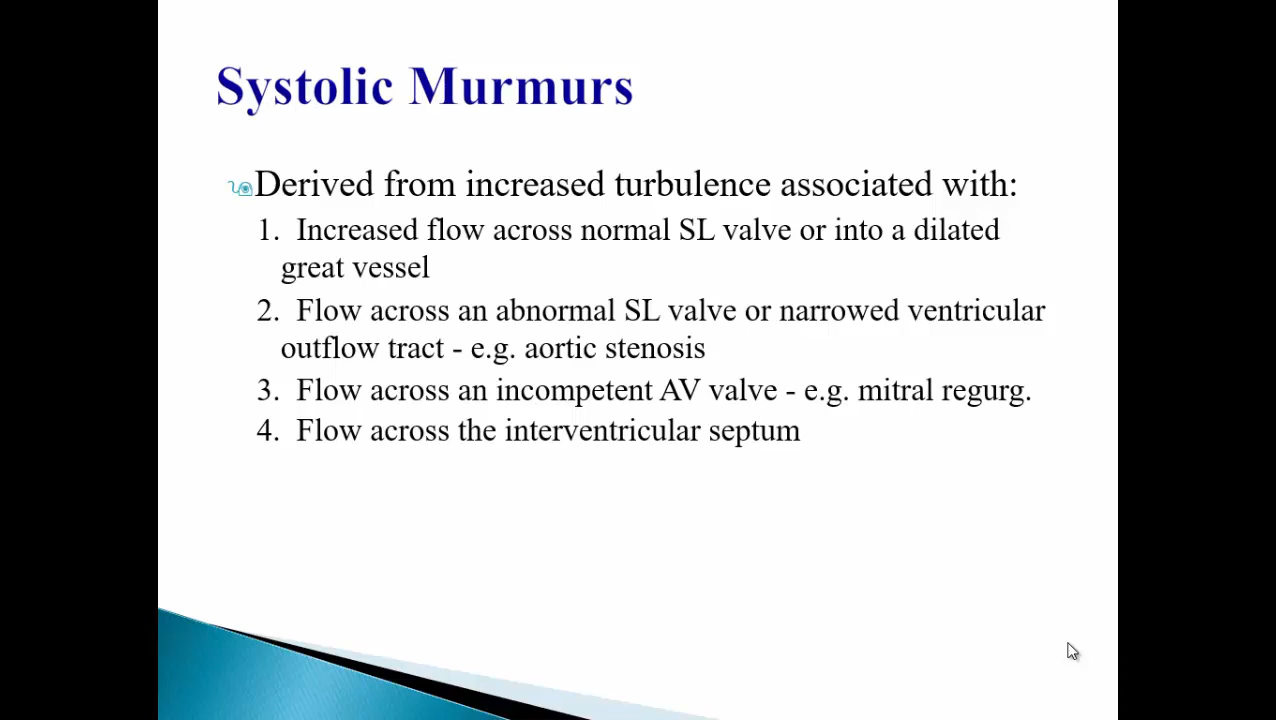 Systolic Murmurs
Derived from increased turbulence associated with:
1. Increased flow across normal SL valve or into a dilated
great vessel
2. Flow across an abnormal SL valve or narrowed ventricular
outflow tract - e.g. aortic stenosis
3. Flow across an incompetent AV valve - e.g. mitral regurg.
4. Flow across the interventricular septum